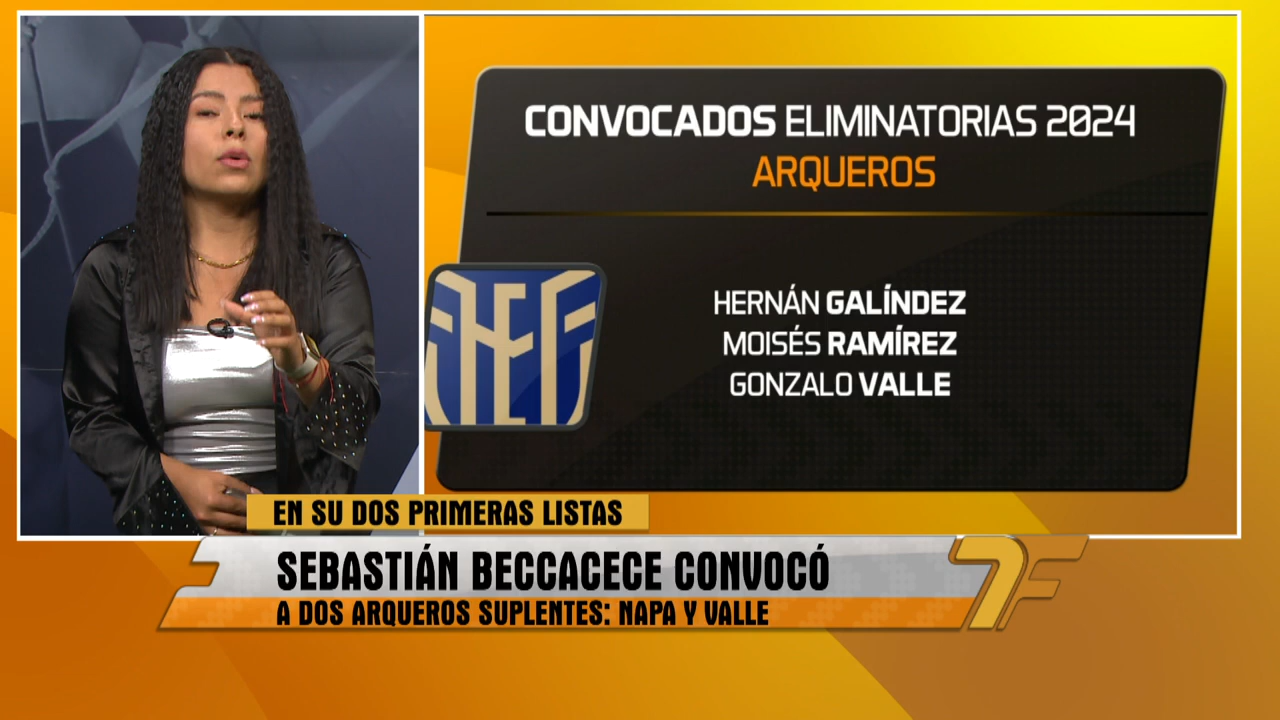 CONVOCADOS ELIMINATORIAS 2024
ARQUEROS
FEF
HERNÁN GALÍNDEZ
MOISÉS RAMÍREZ
GONZALO VALLE
EN SU DOS PRIMERAS LISTAS
SEBASTIÁN BECCACECE CONVOCÓ
A DOS ARQUEROS SUPLENTES: NAPA Y VALLE